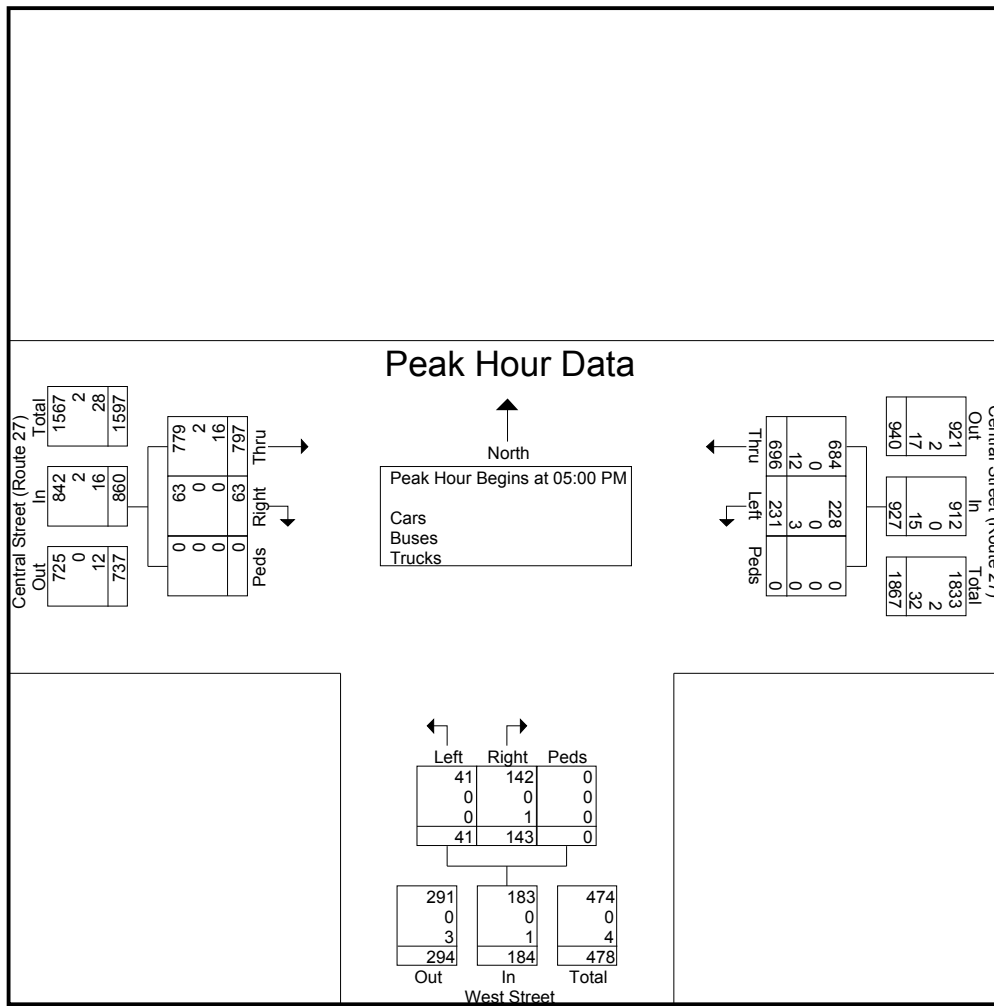 Peak Hour Data
North
Peak Hour Begins at 05:00 PM
Cars
Buses
Trucks
Central Street (Route 27)
Out In Total
725 842 1567
0 2 2
12 16 28
737 860 1597
Thru Right Peds
779 63 0
2 0 0
16 0 0
797 63 0
Central Street (Route 27)
Out In Total
921 912 1833
2 0 2
17 15 32
940 927 1867
Thru Left Peds
684 228 0
0 0 0
12 3 0
696 231 0
Left Right Peds
41 142 0
0 0 0
0 1 0
41 143 0
291 183 474
0 0 0
3 1 4
294 184 478
Out In Total
West Street